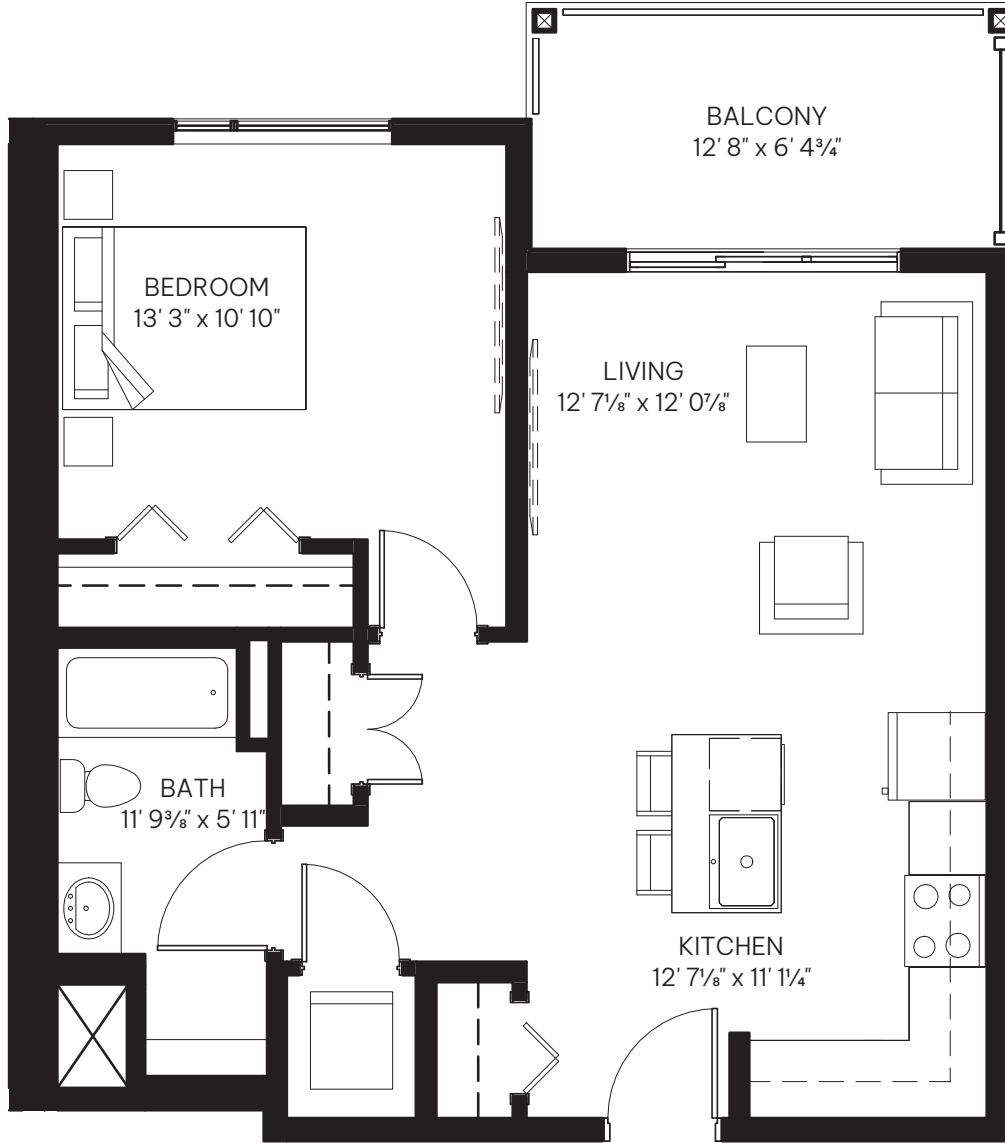 BALCONY
12' 8" x 6' 4¾"
BEDROOM
13' 3" x 10' 10"
LIVING
12' 7⅛" x 12' 0⅞"
BATH
11' 9⅜" x 5' 11"
KITCHEN
12' 7⅛" x 11' 1¼"